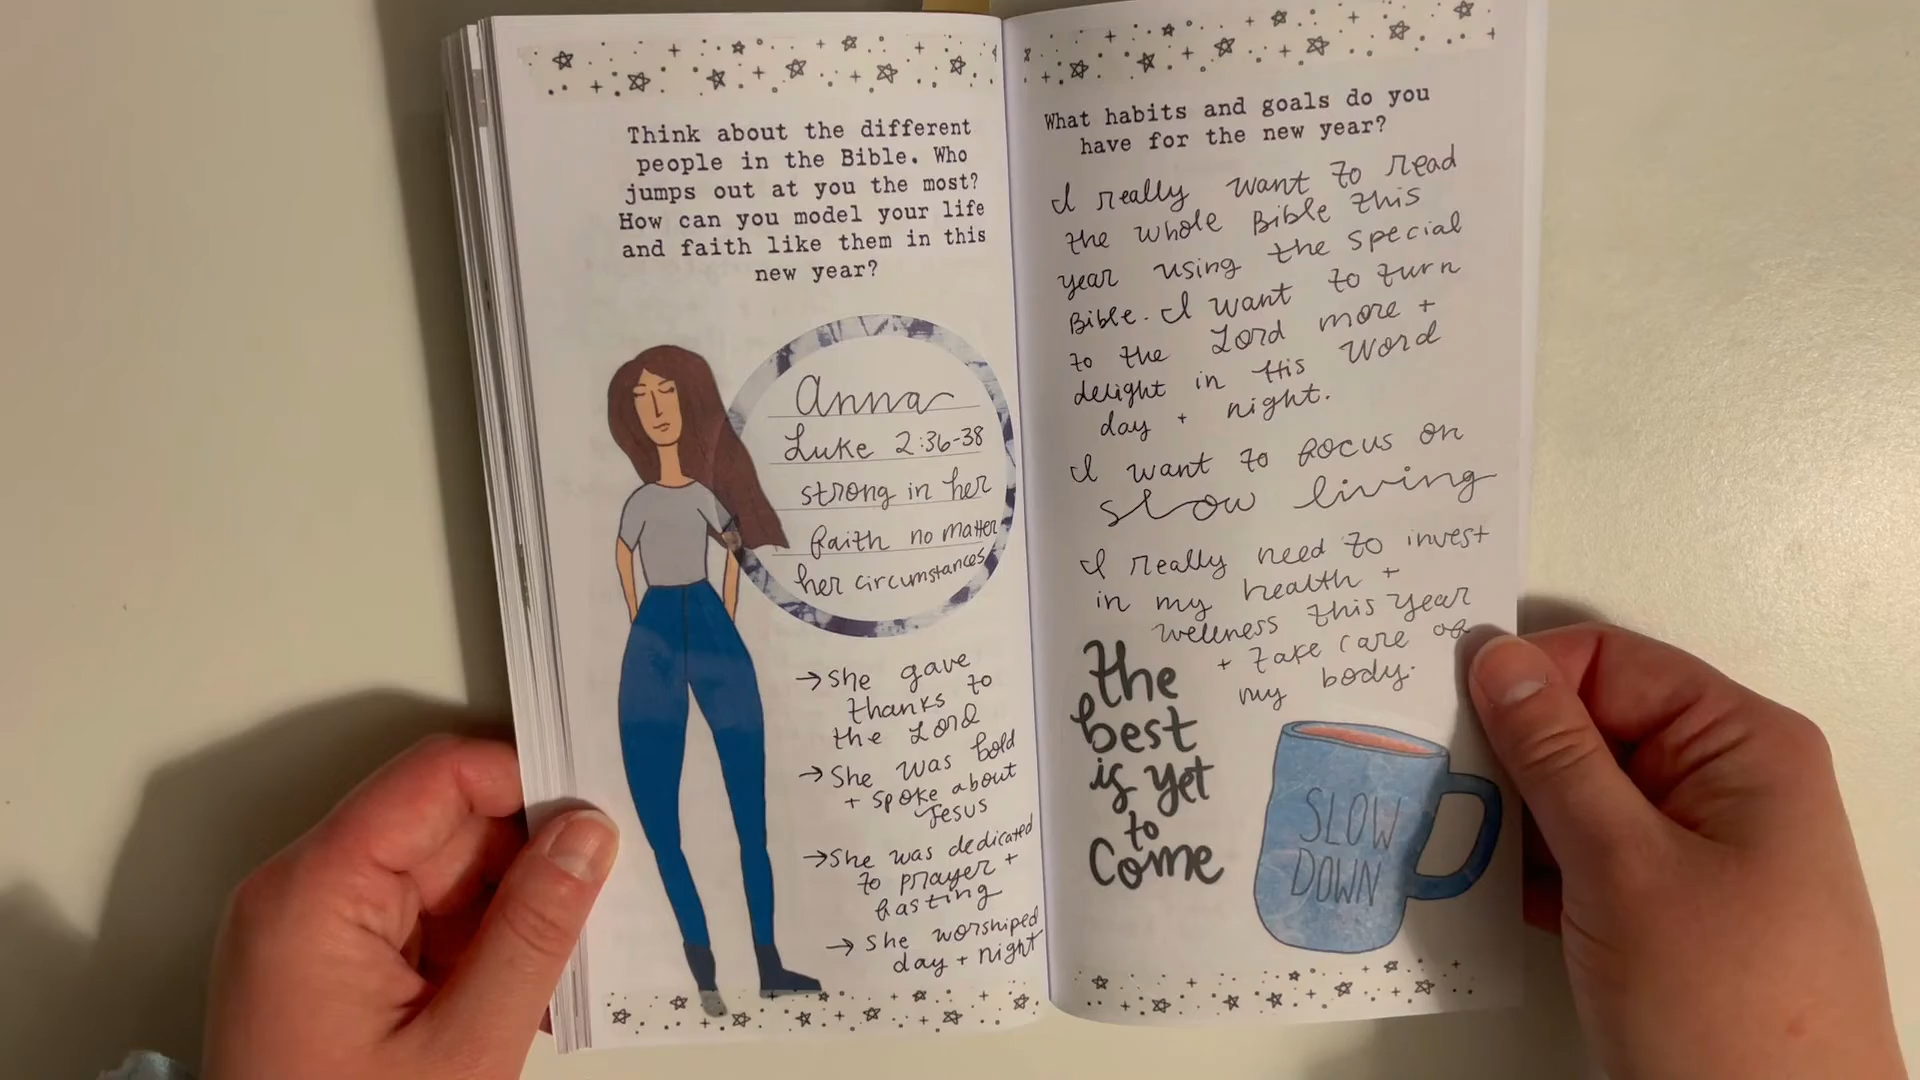 Think about the different
people in the Bible. Who
jumps out at you the most?
How can you model your life
and faith like them in this
new year?
Anna
Luke 2:36-38
strong in her
faith no matter
her circumstances
→ She gave
thanks to
the Lord
→ She was bold
+ spoke about
Jesus
→ She was dedicated
to prayer +
fasting
→ she worshiped
day + night
What habits and goals do you
have for the new year?
I really want to read
the whole Bible this
year using the special
Bible. I want to turn
to the Lord more +
delight in His Word
day + night.
I want to focus on
slow living
I really need to invest
in my health +
wellness this year
+ take care of
my body.
the
best
is yet
to
come
SLOW
DOWN